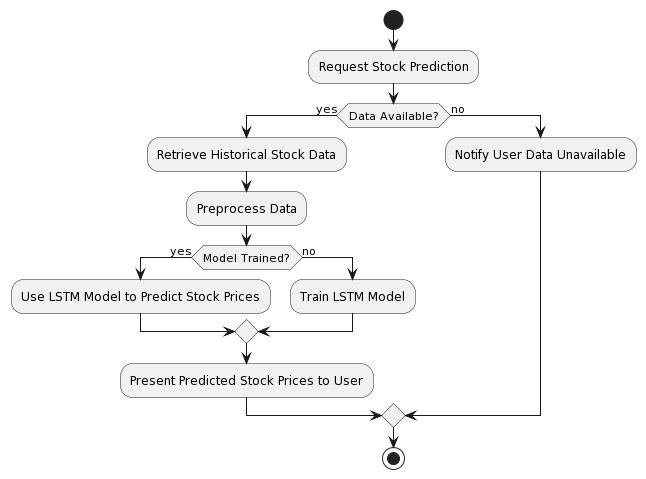 Request Stock Prediction
yes
Data Available?
no
Retrieve Historical Stock Data
Notify User Data Unavailable
Preprocess Data
yes
Model Trained?
no
Use LSTM Model to Predict Stock Prices
Train LSTM Model
Present Predicted Stock Prices to User